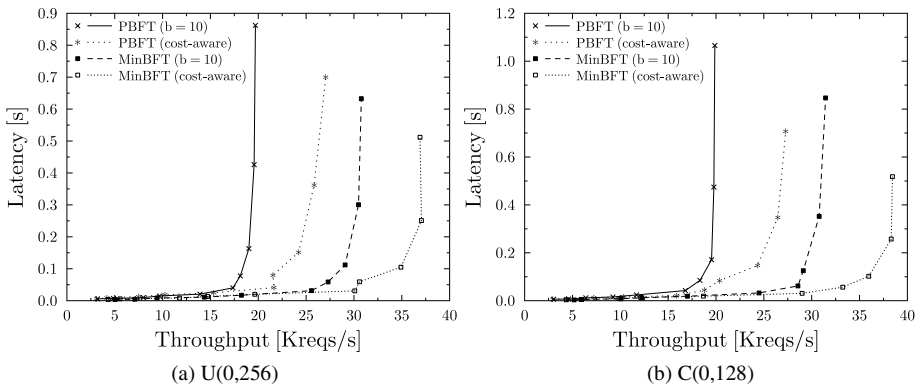 0.9
0.8
0.7
0.6
0.5
0.4
0.3
0.2
0.1
0.0
Latency [s]
PBFT (b = 10)
PBFT (cost-aware)
MinBFT (b = 10)
MinBFT (cost-aware)
0 5 10 15 20 25 30 35 40
Throughput [Kreqs/s]
(a) U(0,256)
1.2
1.0
0.8
0.6
0.4
0.2
0.0
Latency [s]
PBFT (b = 10)
PBFT (cost-aware)
MinBFT (b = 10)
MinBFT (cost-aware)
0 5 10 15 20 25 30 35 40
Throughput [Kreqs/s]
(b) C(0,128)